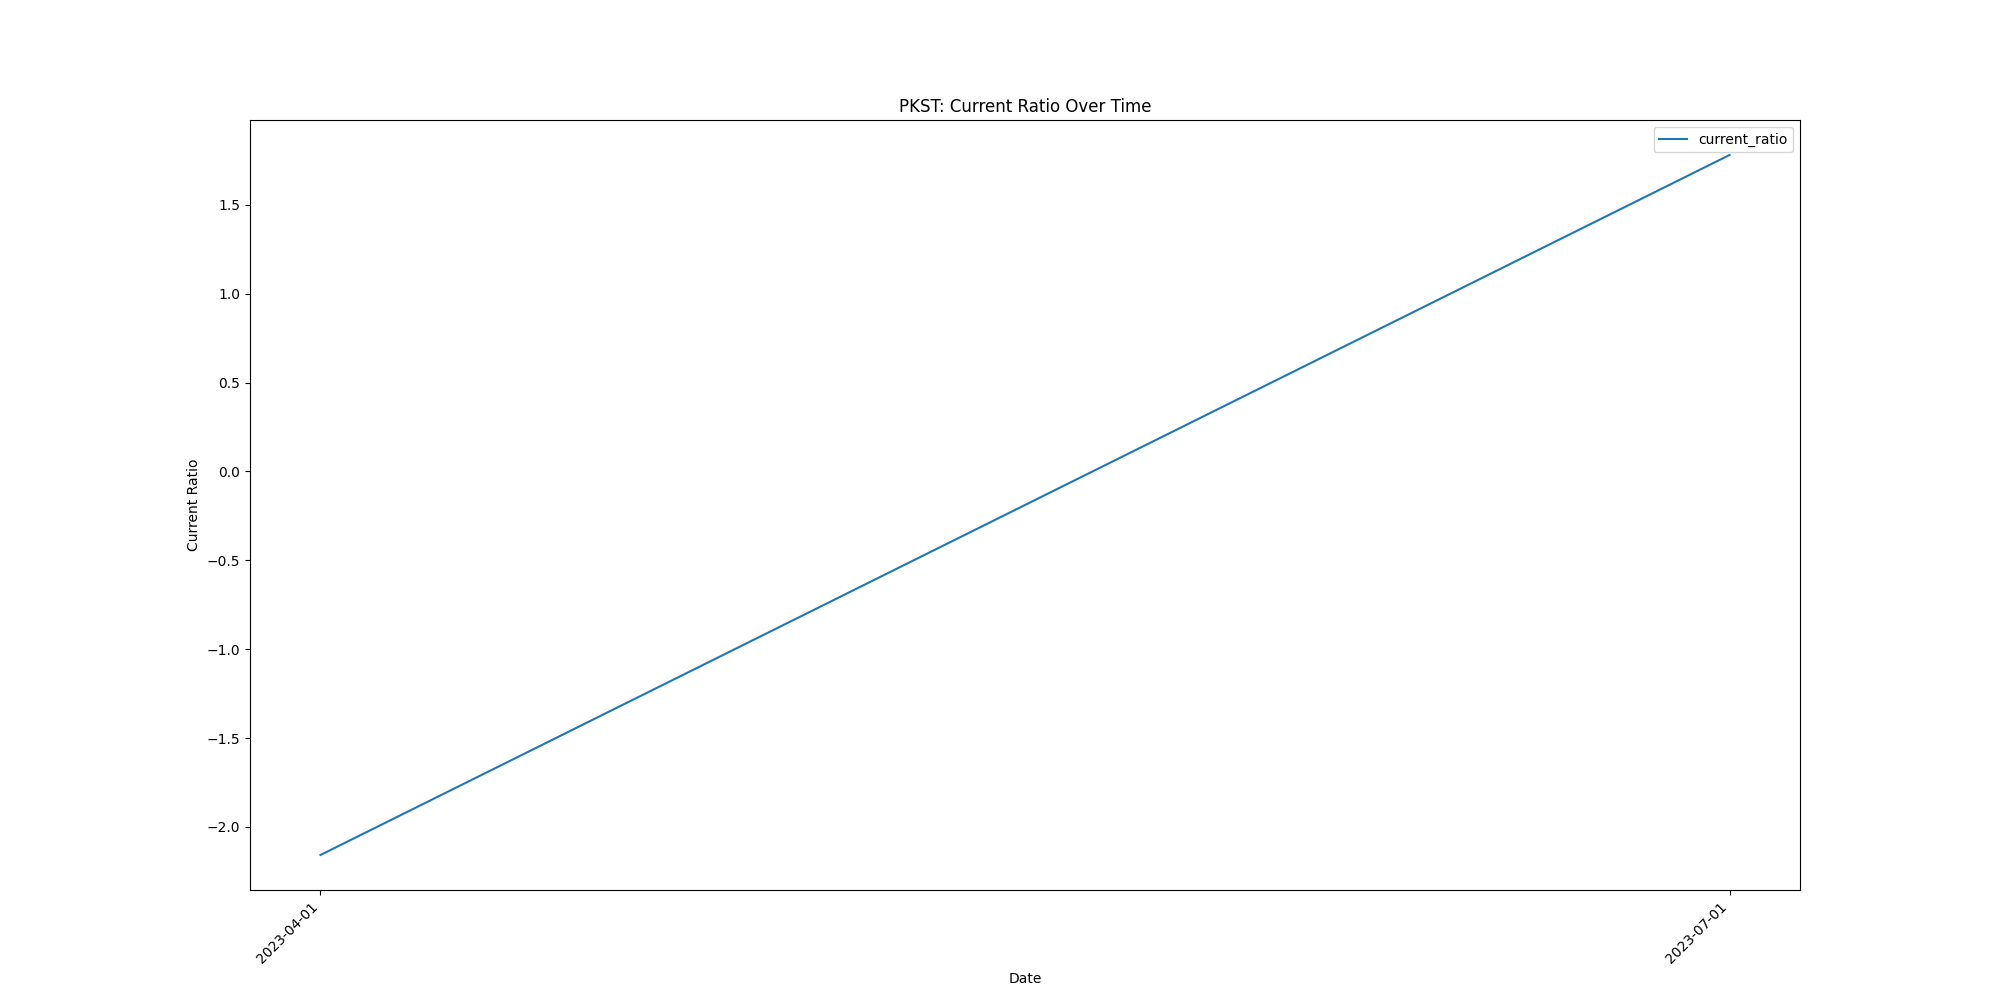 PKST: Current Ratio Over Time
current_ratio
1.5
1.0
0.5
0.0
−0.5
−1.0
−1.5
−2.0
Current Ratio
2023-04-01
2023-07-01
Date